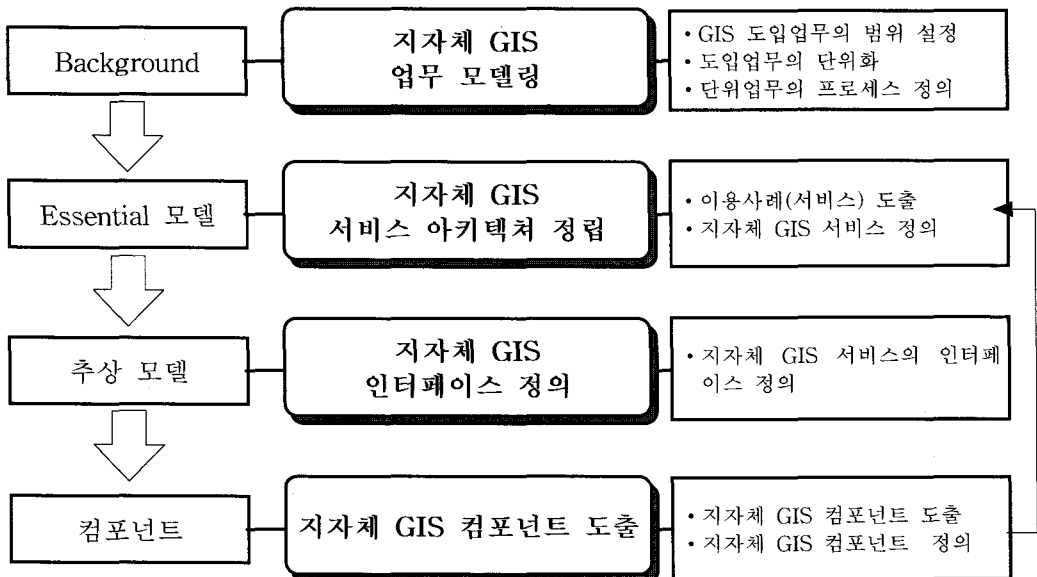 Background
지자체 GIS
업무 모델링
• GIS 도입업무의 범위 설정
• 도입업무의 단위화
• 단위업무의 프로세스 정의
Essential 모델
지자체 GIS
서비스 아키텍쳐 정립
• 이용사례(서비스) 도출
• 지자체 GIS 서비스 정의
추상 모델
지자체 GIS
인터페이스 정의
• 지자체 GIS 서비스의 인터페
이스 정의
컴포넌트
지자체 GIS 컴포넌트 도출
• 지자체 GIS 컴포넌트 도출
• 지자체 GIS 컴포넌트 정의